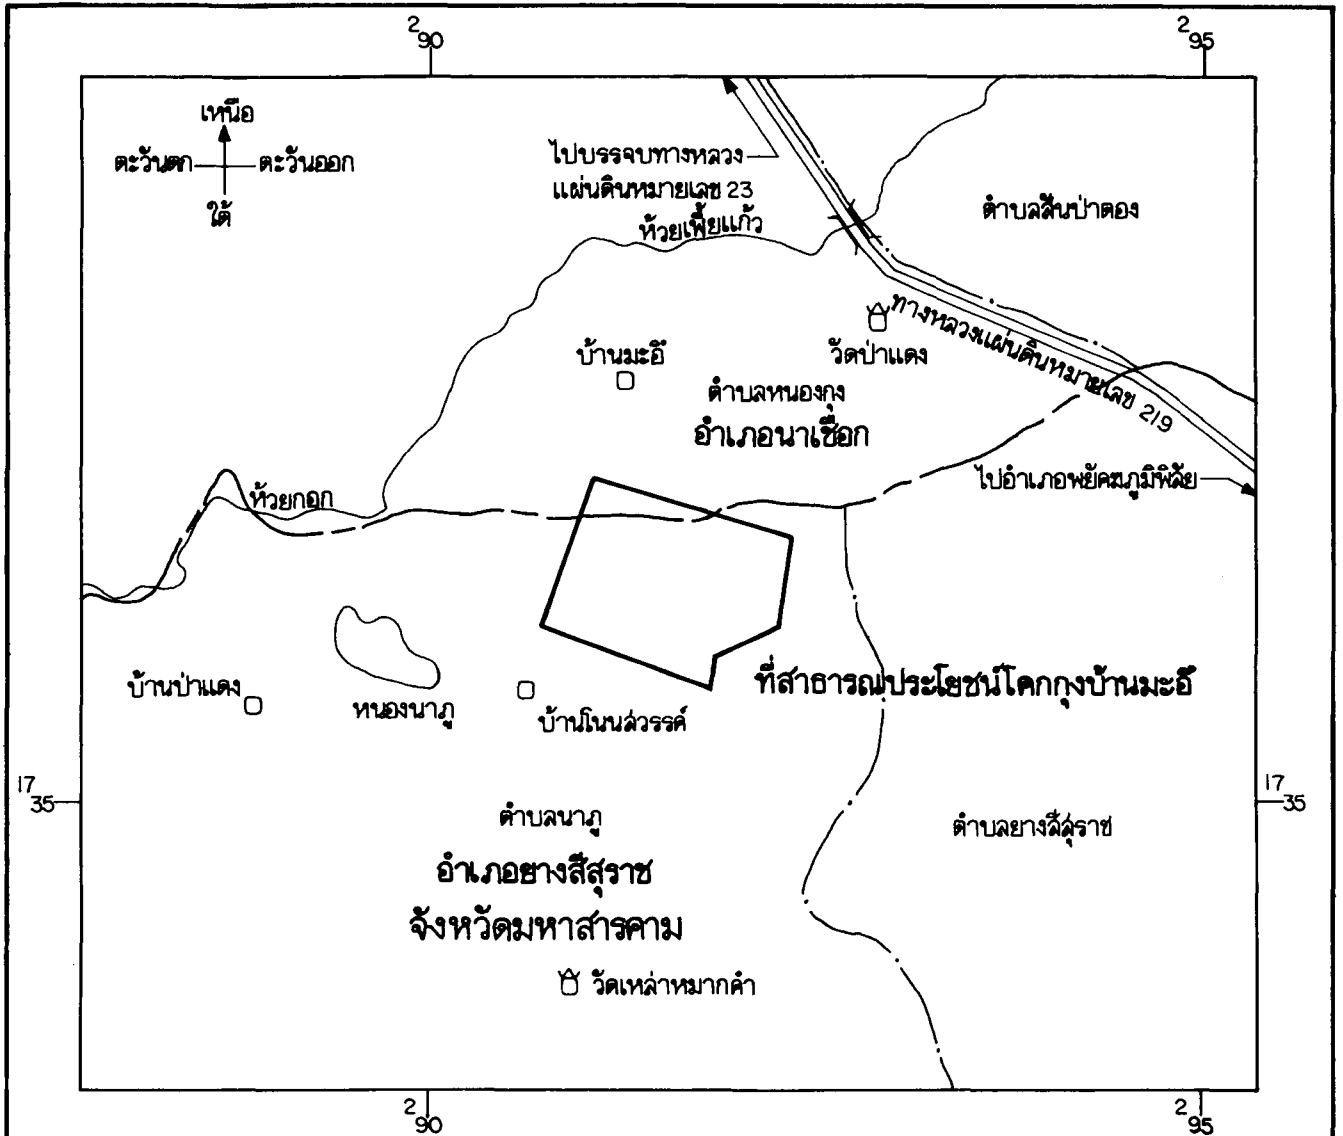 290
295
เหนือ
ตะวันตก
ตะวันออก
ใต้
ไปบรรจบทางหลวง
แผ่นดินหมายเลข 23
ห้วยเพี้ยแก้ว
ตำบลสันป่าตอง
ทางหลวงแผ่นดินหมายเลข 219
วัดป่าแดง
บ้านมะอี๋
ตำบลหนองกุง
อำเภอนาเชือก
ไปอำเภอพยัคฆภูมิพิสัย
ห้วยกอก
บ้านป่าแดง
หนองนาภู
บ้านโนนสวรรค์
ที่สาธารณประโยชน์โคกกุงบ้านมะอี๋
1735
1735
ตำบลนาภู
ตำบลยางสีสุราช
อำเภอยางสีสุราช
จังหวัดมหาสารคาม
วัดเหล่าหมากคำ
290
295